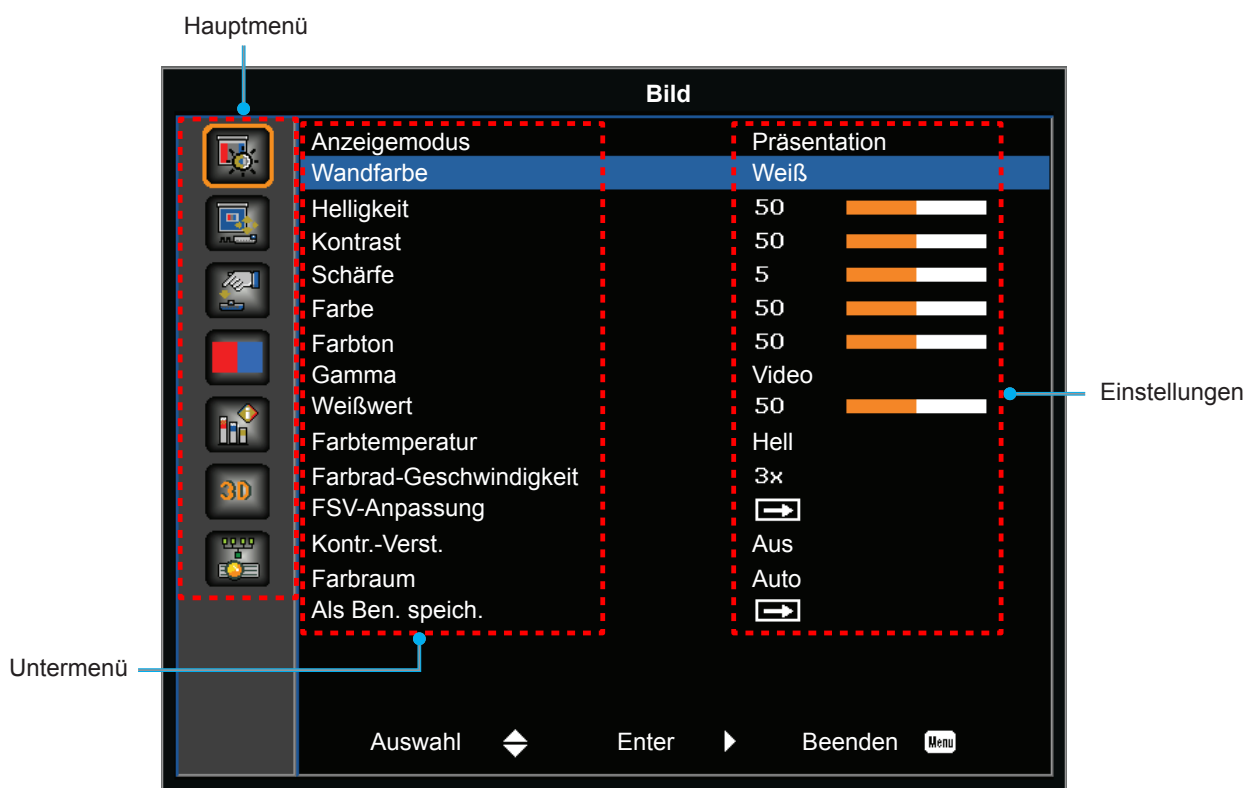 Hauptmenü
Bild
Anzeigemodus Präsentation
Wandfarbe Weiß
Helligkeit 50
Kontrast 50
Schärfe 5
Farbe 50
Farbton 50
Gamma Video
Weißwert 50
Farbtemperatur Hell
Farbrad-Geschwindigkeit 3x
FSV-Anpassung
Kontr.-Verst. Aus
Farbraum Auto
Als Ben. speich.
3D
Einstellungen
Untermenü
Auswahl Enter Beenden Menu